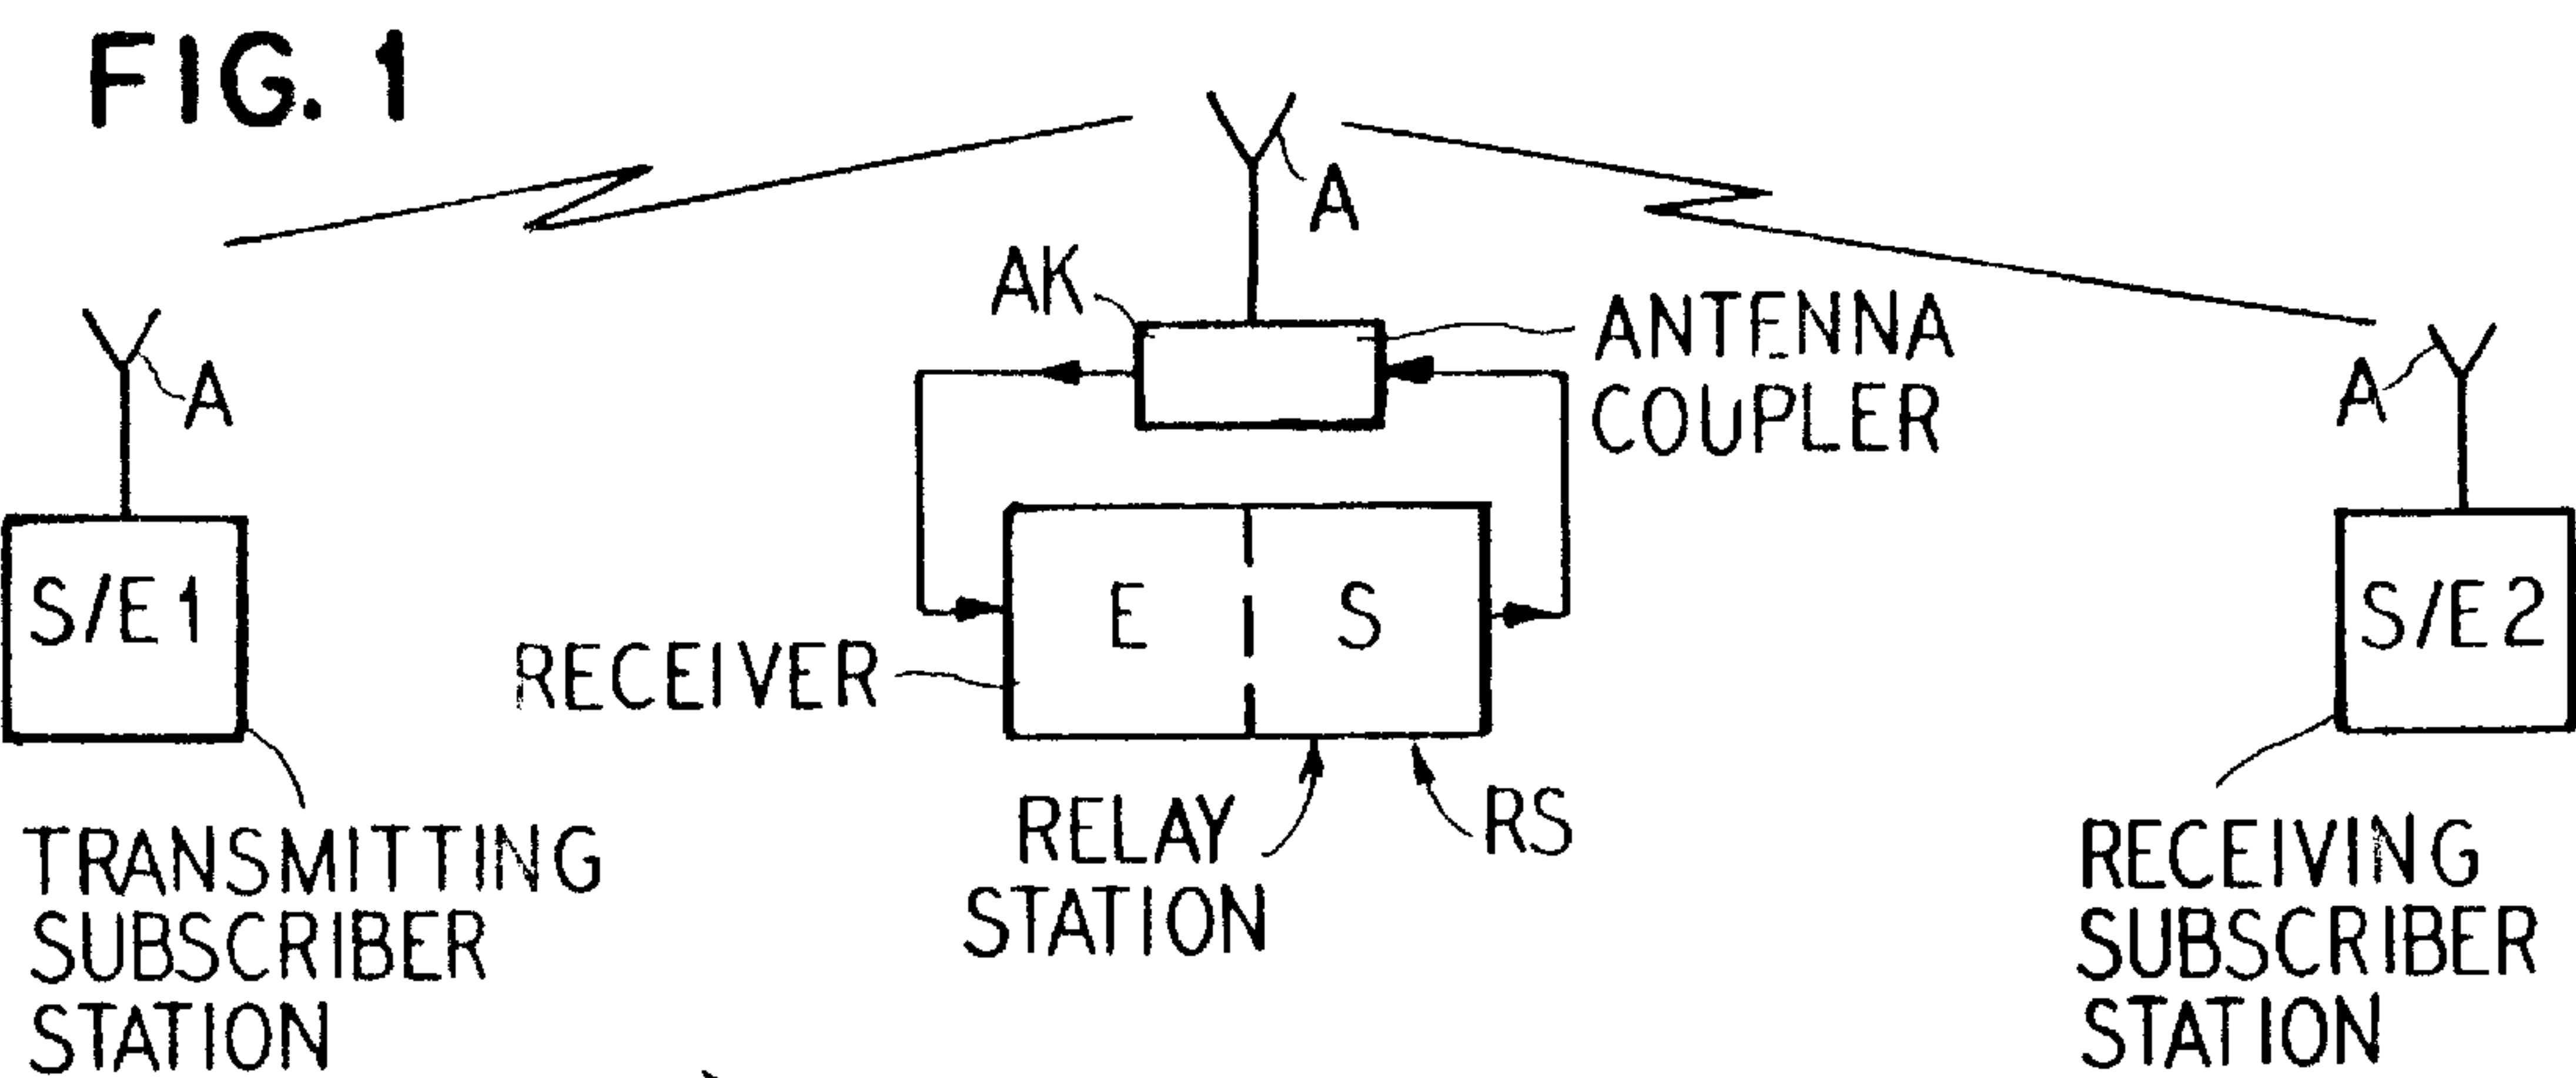 FIG. 1
A
AK
ANTENNA
COUPLER
A
A
S/E1
E
S
S/E2
RECEIVER
RELAY
STATION
RS
TRANSMITTING
SUBSCRIBER
STATION
RECEIVING
SUBSCRIBER
STATION